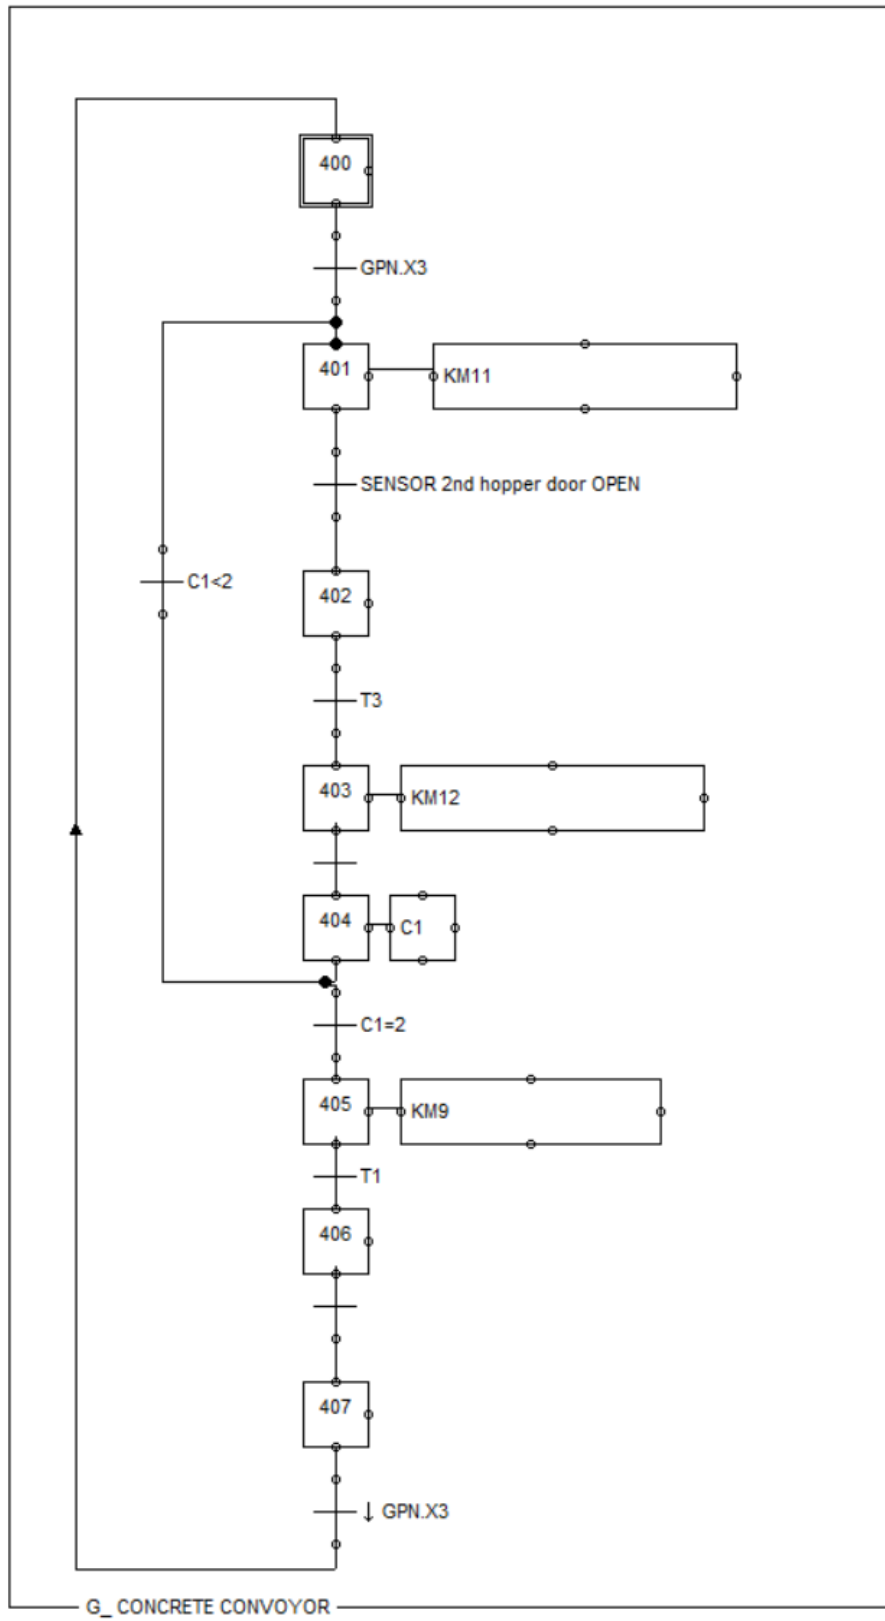 400
GPN.X3
401
KM11
SENSOR 2nd hopper door OPEN
C1<2
402
T3
403
KM12
404
C1
C1=2
405
KM9
T1
406
407
↓ GPN.X3
G_ CONCRETE CONVOYOR